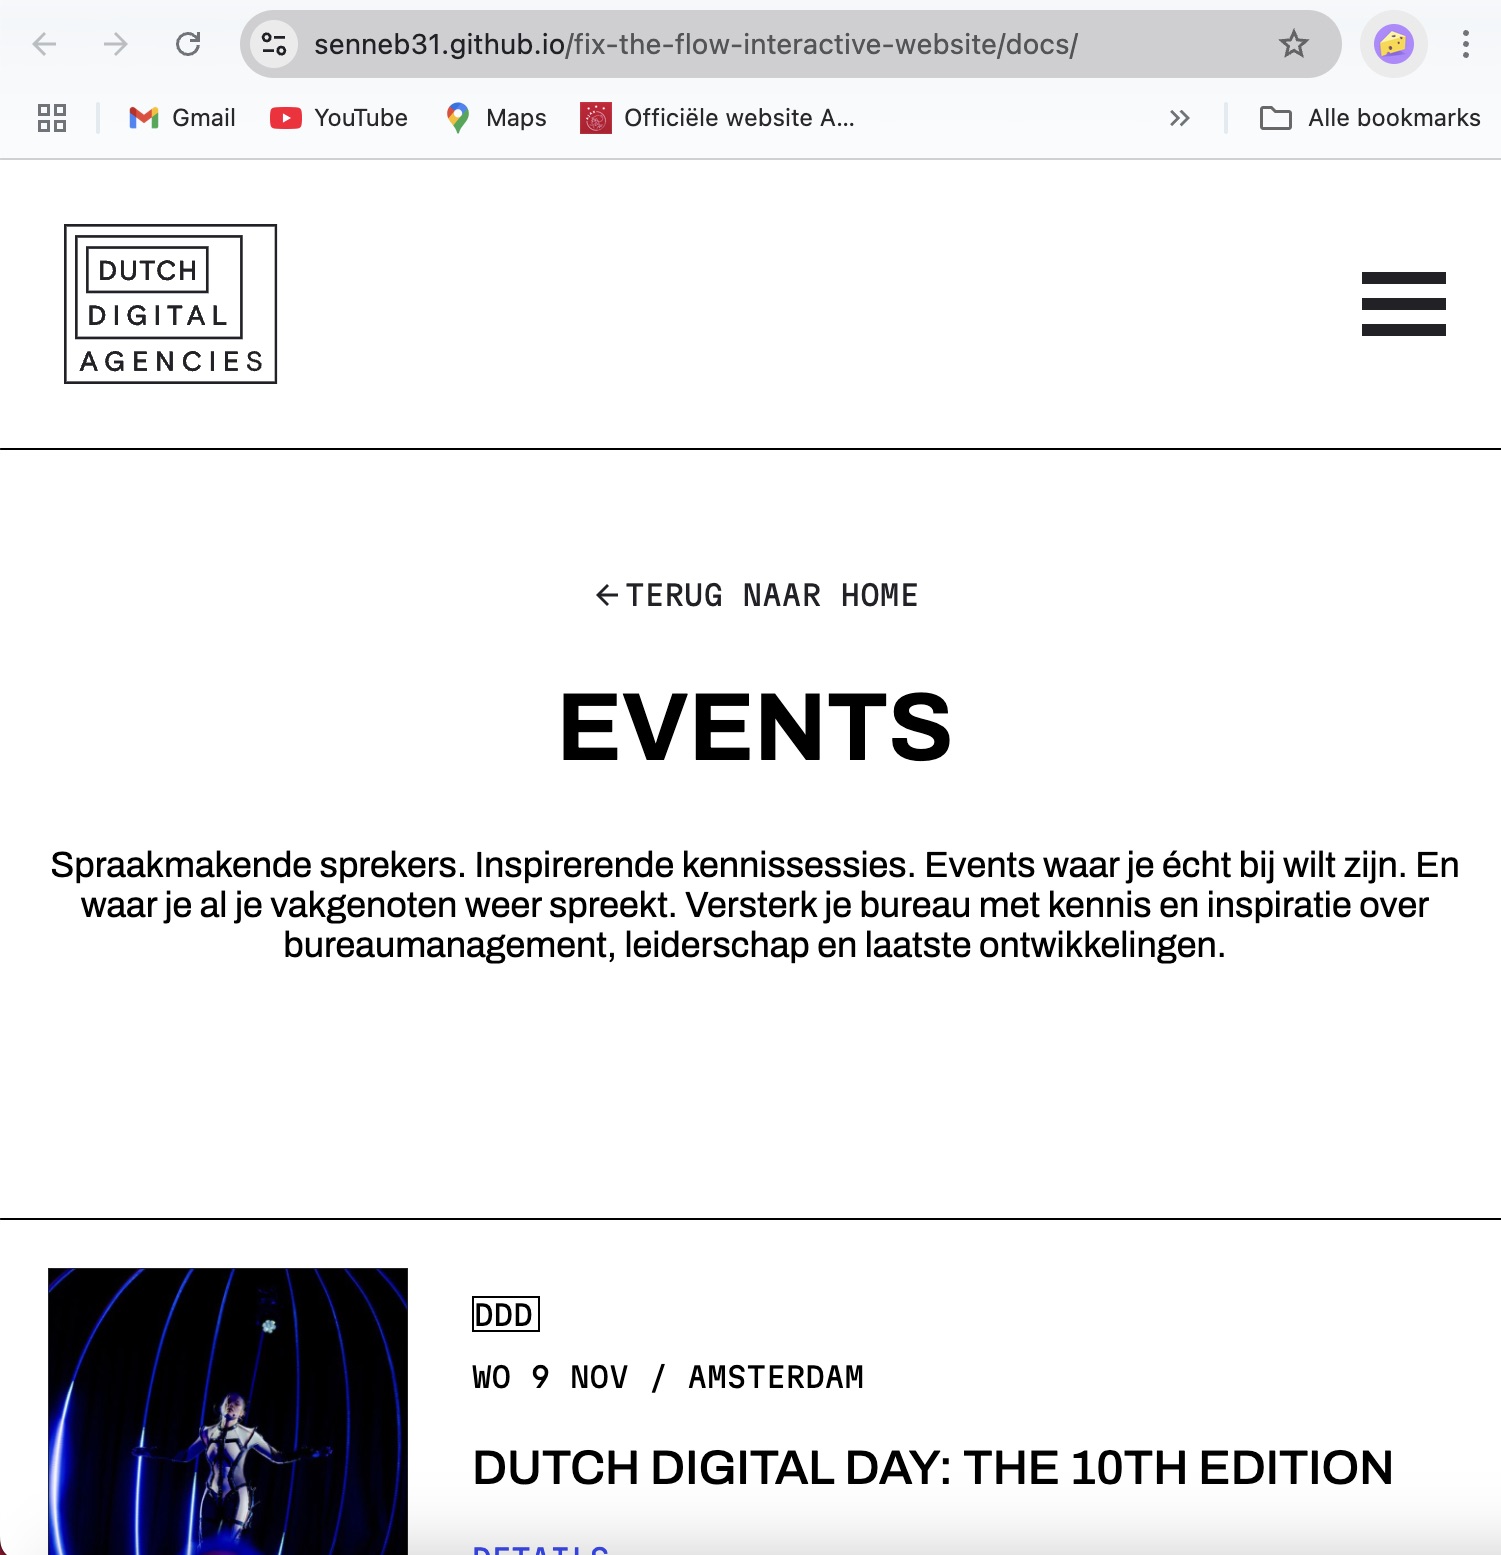 senneb31.github.io/fix-the-flow-interactive-website/docs/
Gmail YouTube Maps Officiële website A... Alle bookmarks
DUTCH
DIGITAL
AGENCIES
TERUG NAAR HOME
EVENTS
Spraakmakende sprekers. Inspirerende kennissessies. Events waar je écht bij wilt zijn. En
waar je al je vakgenoten weer spreekt. Versterk je bureau met kennis en inspiratie over
bureaumanagement, leiderschap en laatste ontwikkelingen.
DDD
WO 9 NOV / AMSTERDAM
DUTCH DIGITAL DAY: THE 10TH EDITION
DETAILS